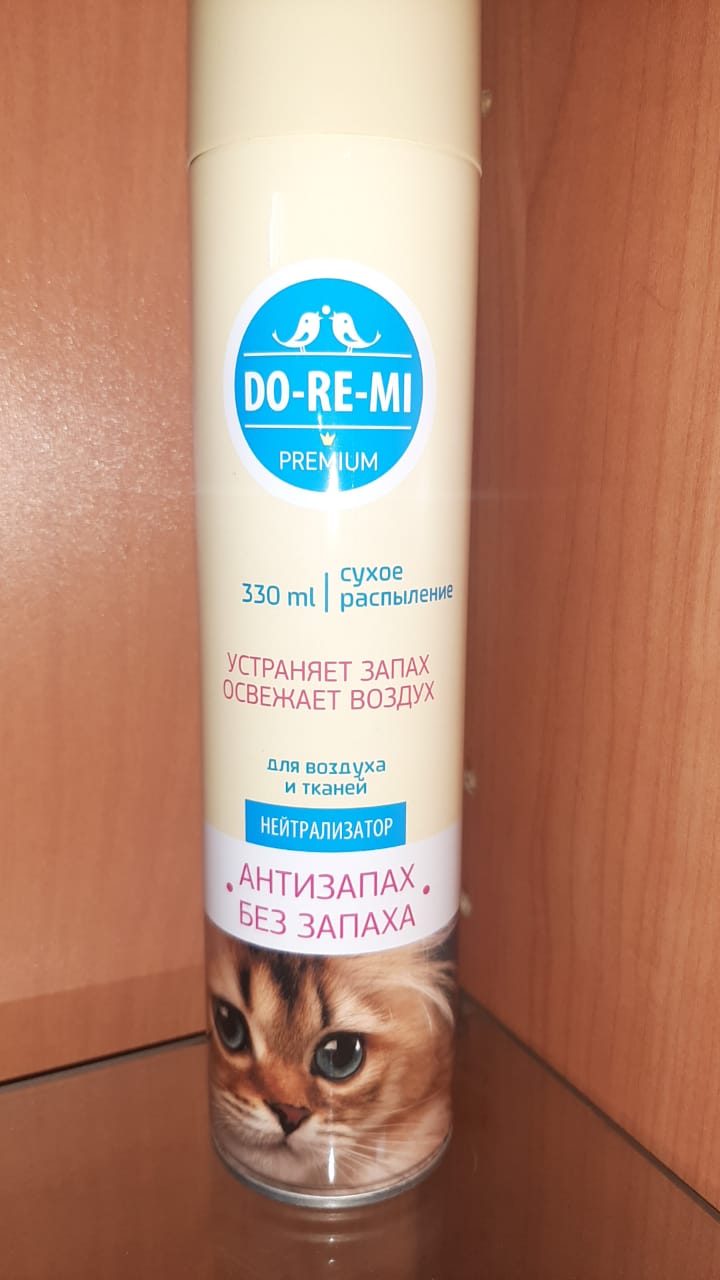 DO-RE-MI
PREMIUM
330 ml | сухое
распыление
УСТРАНЯЕТ ЗАПАХ
ОСВЕЖАЕТ ВОЗДУХ
для воздуха
и тканей
НЕЙТРАЛИЗАТОР
• АНТИЗАПАХ •
БЕЗ ЗАПАХА